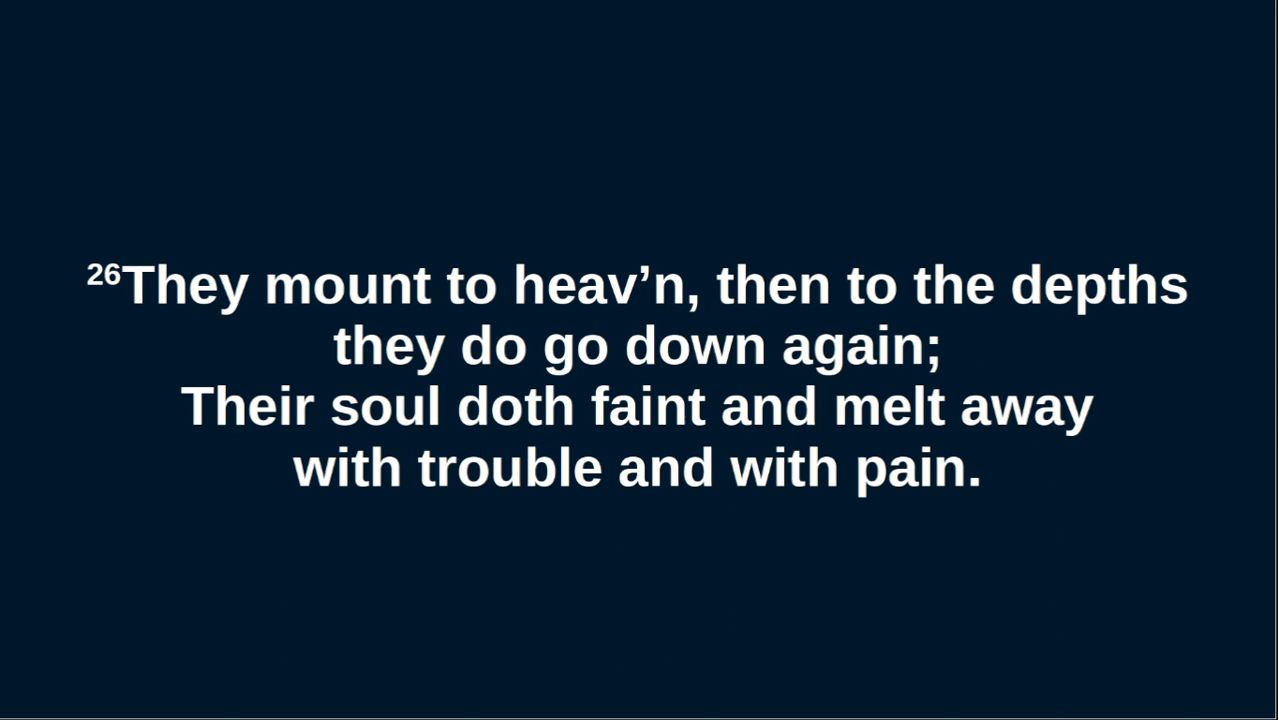 26They mount to heav’n, then to the depths
they do go down again;
Their soul doth faint and melt away
with trouble and with pain.